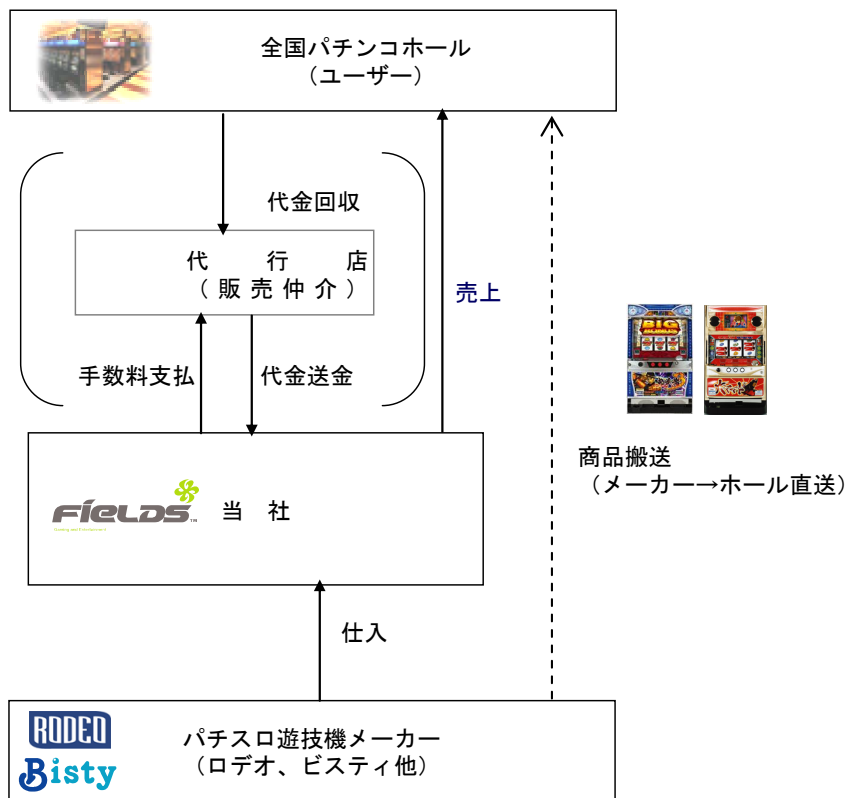 全国パチンコホール
（ユーザー）
代金回収
代　行　店
（販売仲介）
売上
手数料支払
代金送金
商品搬送
（メーカー→ホール直送）
FIELDS™
当　社
仕入
RODEO
パチスロ遊技機メーカー
Bisty
（ロデオ、ビスティ他）
BIG